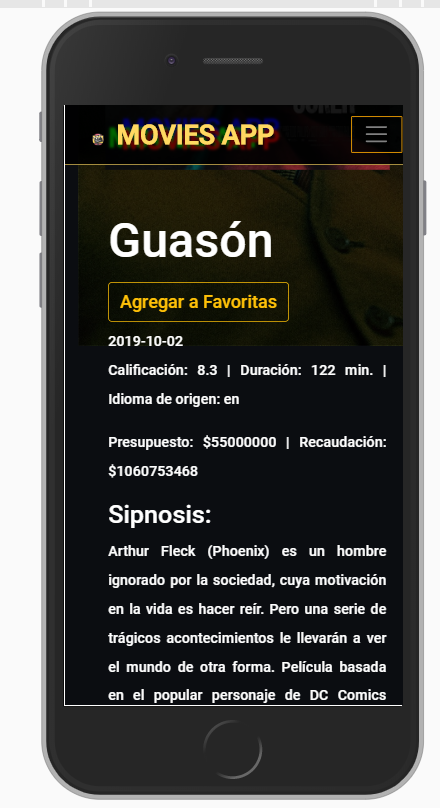 MOVIES APP
Guasón
Agregar a Favoritas
2019-10-02
Calificación: 8.3 | Duración: 122 min. |
Idioma de origen: en
Presupuesto: $55000000 | Recaudación:
$1060753468
Sipnosis:
Arthur Fleck (Phoenix) es un hombre
ignorado por la sociedad, cuya motivación
en la vida es hacer reír. Pero una serie de
trágicos acontecimientos le llevarán a ver
el mundo de otra forma. Película basada
en el popular personaje de DC Comics